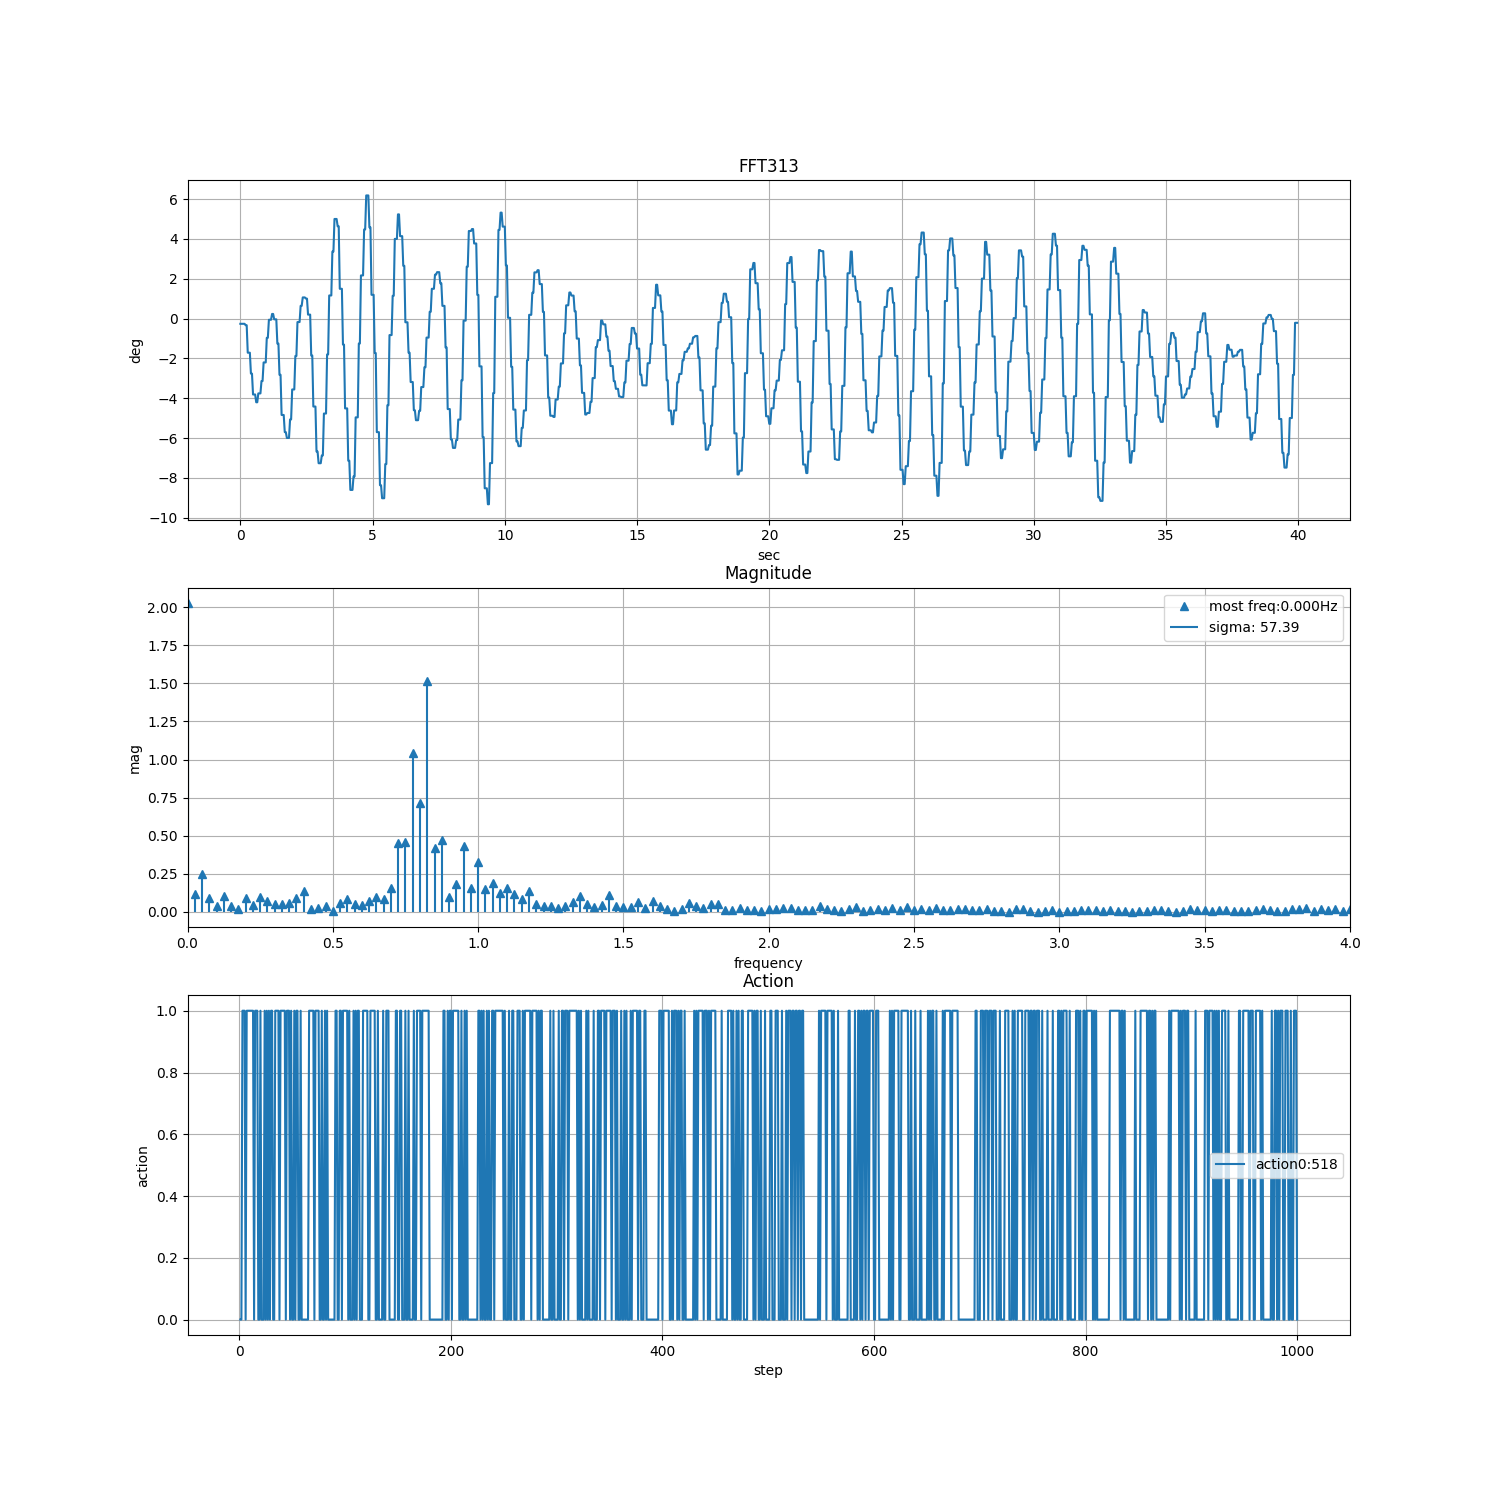 FFT313
6
4
2
0
−2
−4
−6
−8
−10
deg
0 5 10 15 20 25 30 35 40
sec
Magnitude
2.00
1.75
1.50
1.25
1.00
0.75
0.50
0.25
0.00
mag
most freq:0.000Hz
sigma: 57.39
0.0 0.5 1.0 1.5 2.0 2.5 3.0 3.5 4.0
frequency
Action
1.0
0.8
0.6
0.4
0.2
0.0
action
action0:518
0 200 400 600 800 1000
step